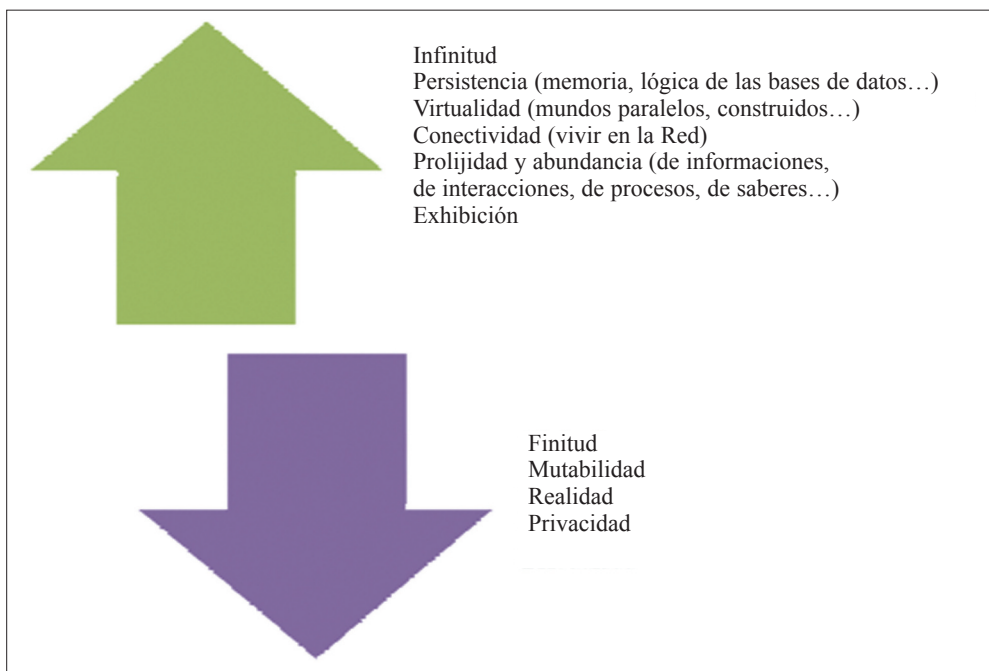 Infinitud
Persistencia (memoria, lógica de las bases de datos…)
Virtualidad (mundos paralelos, construidos…)
Conectividad (vivir en la Red)
Prolijidad y abundancia (de informaciones,
de interacciones, de procesos, de saberes…)
Exhibición
Finitud
Mutabilidad
Realidad
Privacidad